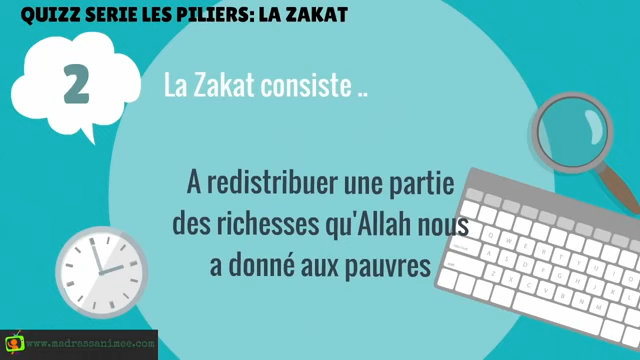 QUIZZ SERIE LES PILIERS: LA ZAKAT
2
La Zakat consiste ..
A redistribuer une partie
des richesses qu'Allah nous
a donné aux pauvres
www.madrassanimee.com